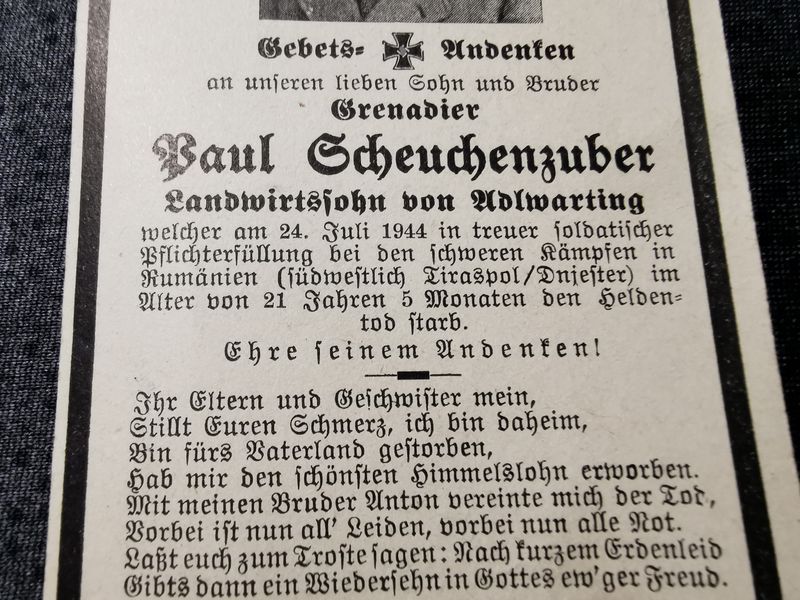 Gebets- Andenken
an unseren lieben Sohn und Bruder
Grenadier
Paul Scheuchenzuber
Landwirtssohn von Adlwarting
welcher am 24. Juli 1944 in treuer soldatischer
Pflichterfüllung bei den schweren Kämpfen in
Rumänien (südwestlich Tiraspol/Dnjester) im
Alter von 21 Jahren 5 Monaten den Helden-
tod starb.
Ehre seinem Andenken!
Ihr Eltern und Geschwister mein,
Stillt Euren Schmerz, ich bin daheim,
Bin fürs Vaterland gestorben,
Hab mir den schönsten Himmelslohn erworben.
Mit meinen Bruder Anton vereinte mich der Tod,
Vorbei ist nun all' Leiden, vorbei nun alle Not.
Laßt euch zum Troste sagen: Nach kurzem Erdenleid
Gibts dann ein Wiedersehn in Gottes ew'ger Freud.